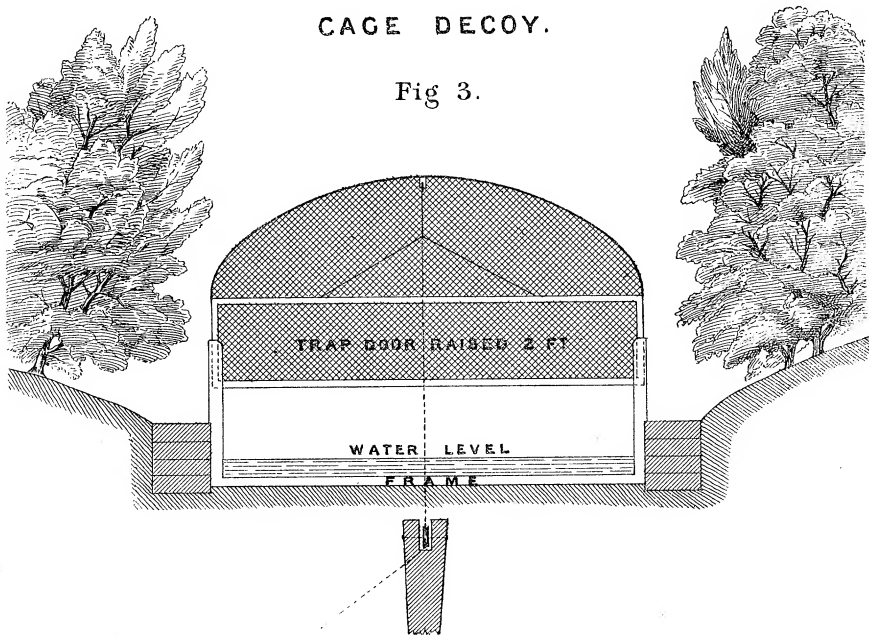 CAGE DECOY.
Fig 3.
TRAP DOOR RAISED 2 FT
WATER LEVEL
FRAME